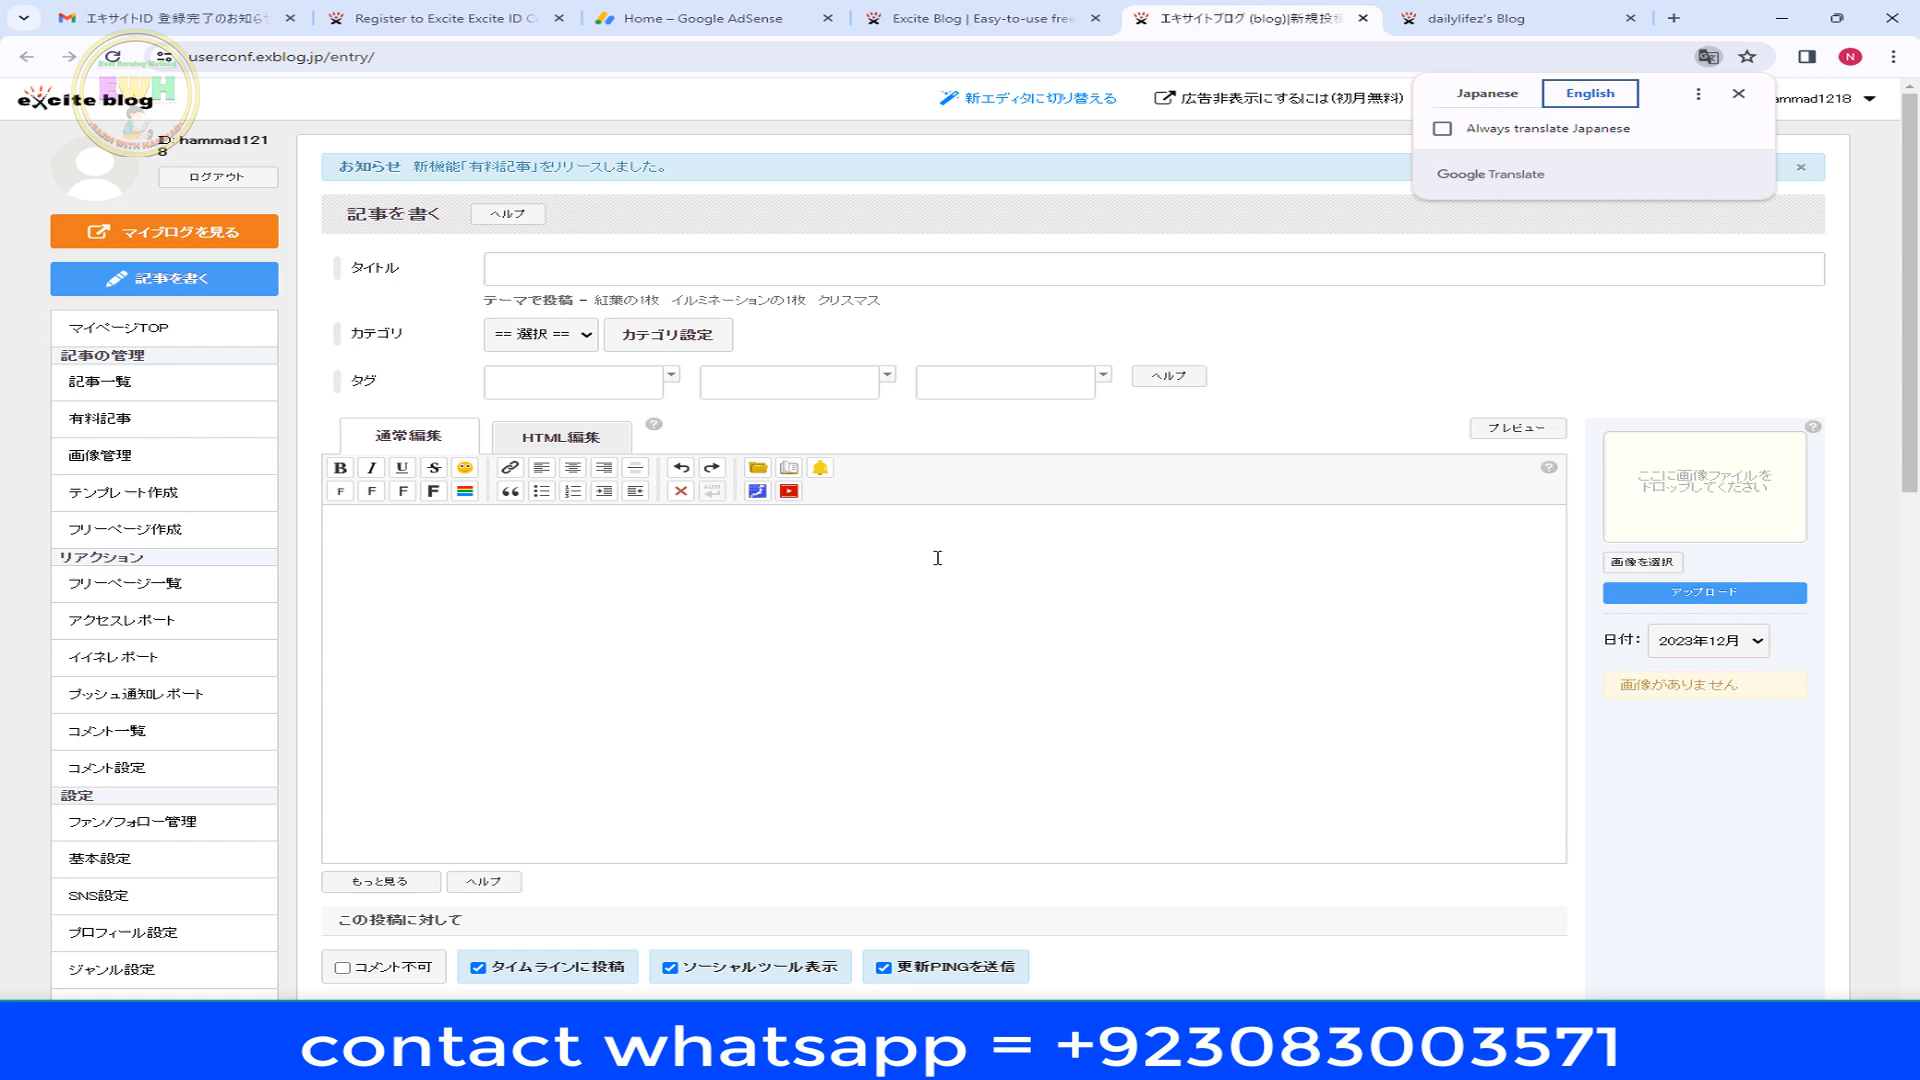 エキサイトID 登録完了のお知らせ
Register to Excite Excite ID C
Home – Google AdSense
Excite Blog | Easy-to-use free
エキサイトブログ (blog)|新規投稿
dailylifez's Blog
userconf.exblog.jp/entry/
N
excite blog
EWH
新エディタに切り替える
広告非表示にするには(初月無料)
ammad1218
Japanese
English
Always translate Japanese
Google Translate
ID: hammad121
8
ログアウト
お知らせ 新機能「有料記事」をリリースしました。
マイブログを見る
記事を書く
記事を書く
ヘルプ
タイトル
テーマで投稿 - 紅葉の1枚 イルミネーションの1枚 クリスマス
カテゴリ
== 選択 ==
カテゴリ設定
タグ
ヘルプ
マイページTOP
記事の管理
記事一覧
有料記事
画像管理
テンプレート作成
フリーページ作成
リアクション
フリーページ一覧
アクセスレポート
イイネレポート
プッシュ通知レポート
コメント一覧
コメント設定
設定
ファン/フォロー管理
基本設定
SNS設定
プロフィール設定
ジャンル設定
通常編集
HTML編集
プレビュー
B I U S
F F F F
ここに画像ファイルを
ドロップしてください
画像を選択
アップロード
日付: 2023年12月
画像がありません
もっと見る
ヘルプ
この投稿に対して
コメント不可
タイムラインに投稿
ソーシャルツール表示
更新PINGを送信
contact whatsapp = +923083003571